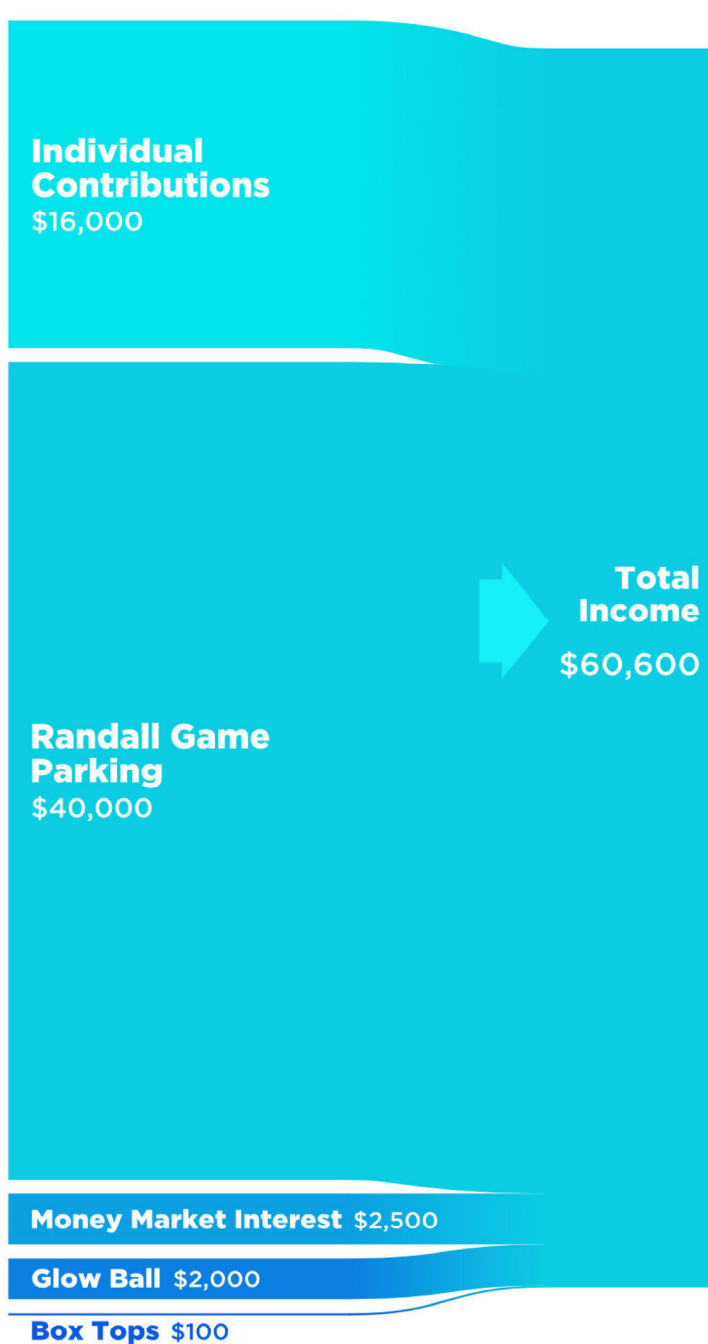 Individual
Contributions
$16,000
Total
Income
$60,600
Randall Game
Parking
$40,000
Money Market Interest $2,500
Glow Ball $2,000
Box Tops $100